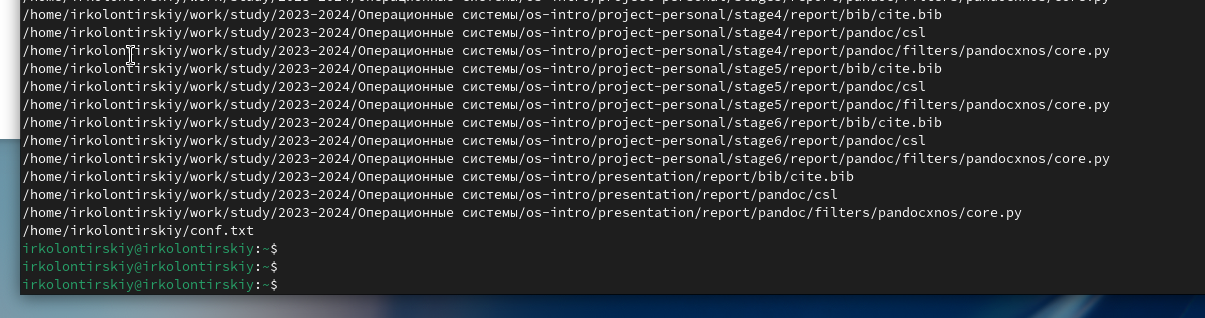 /home/irkolontirskiy/work/study/2023-2024/Операционные системы/os-intro/project-personal/stage4/report/bib/cite.bib
/home/irkolontirskiy/work/study/2023-2024/Операционные системы/os-intro/project-personal/stage4/report/pandoc/csl
/home/irkolontirskiy/work/study/2023-2024/Операционные системы/os-intro/project-personal/stage4/report/pandoc/filters/pandocxnos/core.py
/home/irkolontirskiy/work/study/2023-2024/Операционные системы/os-intro/project-personal/stage5/report/bib/cite.bib
/home/irkolontirskiy/work/study/2023-2024/Операционные системы/os-intro/project-personal/stage5/report/pandoc/csl
/home/irkolontirskiy/work/study/2023-2024/Операционные системы/os-intro/project-personal/stage5/report/pandoc/filters/pandocxnos/core.py
/home/irkolontirskiy/work/study/2023-2024/Операционные системы/os-intro/project-personal/stage6/report/bib/cite.bib
/home/irkolontirskiy/work/study/2023-2024/Операционные системы/os-intro/project-personal/stage6/report/pandoc/csl
/home/irkolontirskiy/work/study/2023-2024/Операционные системы/os-intro/project-personal/stage6/report/pandoc/filters/pandocxnos/core.py
/home/irkolontirskiy/work/study/2023-2024/Операционные системы/os-intro/presentation/report/bib/cite.bib
/home/irkolontirskiy/work/study/2023-2024/Операционные системы/os-intro/presentation/report/pandoc/csl
/home/irkolontirskiy/work/study/2023-2024/Операционные системы/os-intro/presentation/report/pandoc/filters/pandocxnos/core.py
/home/irkolontirskiy/conf.txt
irkolontirskiy@irkolontirskiy:~$
irkolontirskiy@irkolontirskiy:~$
irkolontirskiy@irkolontirskiy:~$